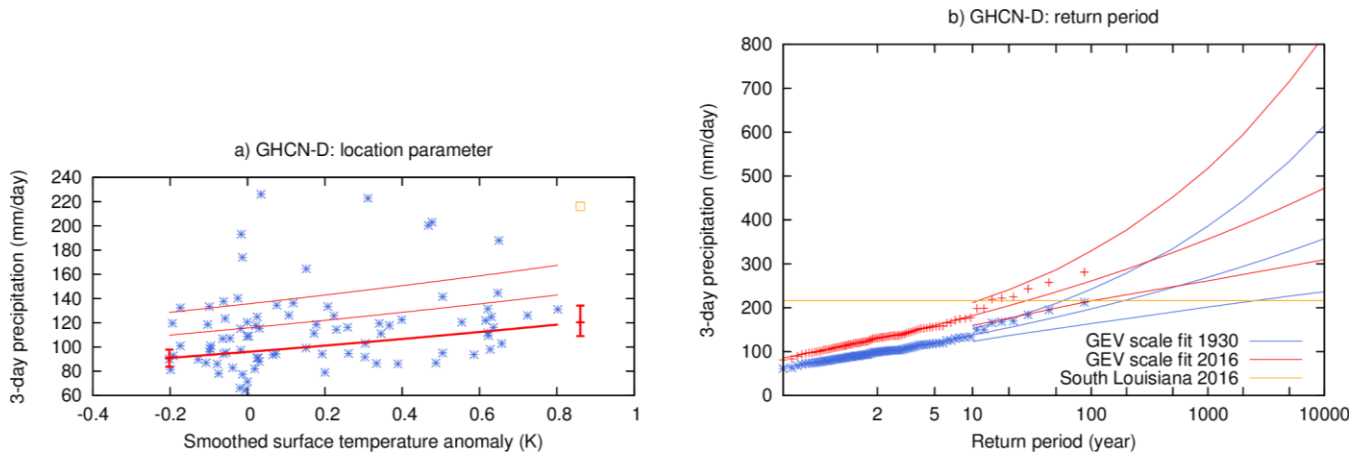 a) GHCN-D: location parameter
3-day precipitation (mm/day)
240
220
200
180
160
140
120
100
80
60
-0.4 -0.2 0 0.2 0.4 0.6 0.8 1
Smoothed surface temperature anomaly (K)
b) GHCN-D: return period
3-day precipitation (mm/day)
800
700
600
500
400
300
200
100
0
GEV scale fit 1930
GEV scale fit 2016
South Louisiana 2016
2 5 10 100 1000 10000
Return period (year)